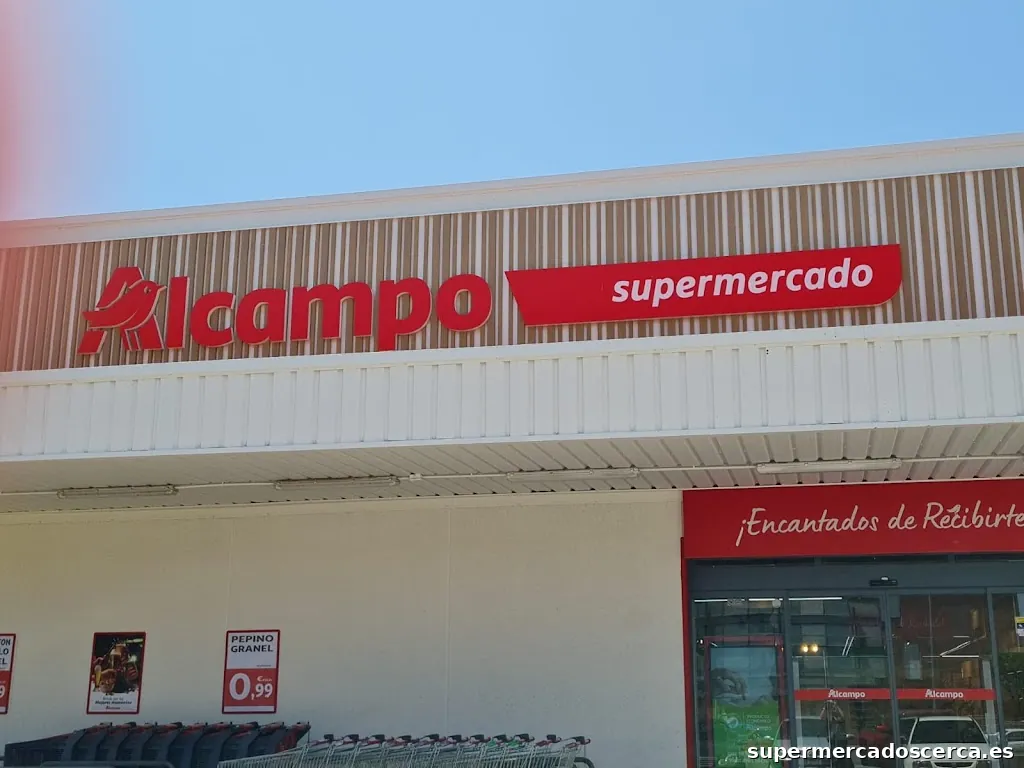 Alcampo
supermercado
¡Encantados de Recibirte
PEPINO
GRANEL
0,99
Alcampo
Alcampo
supermercadoscerca.es